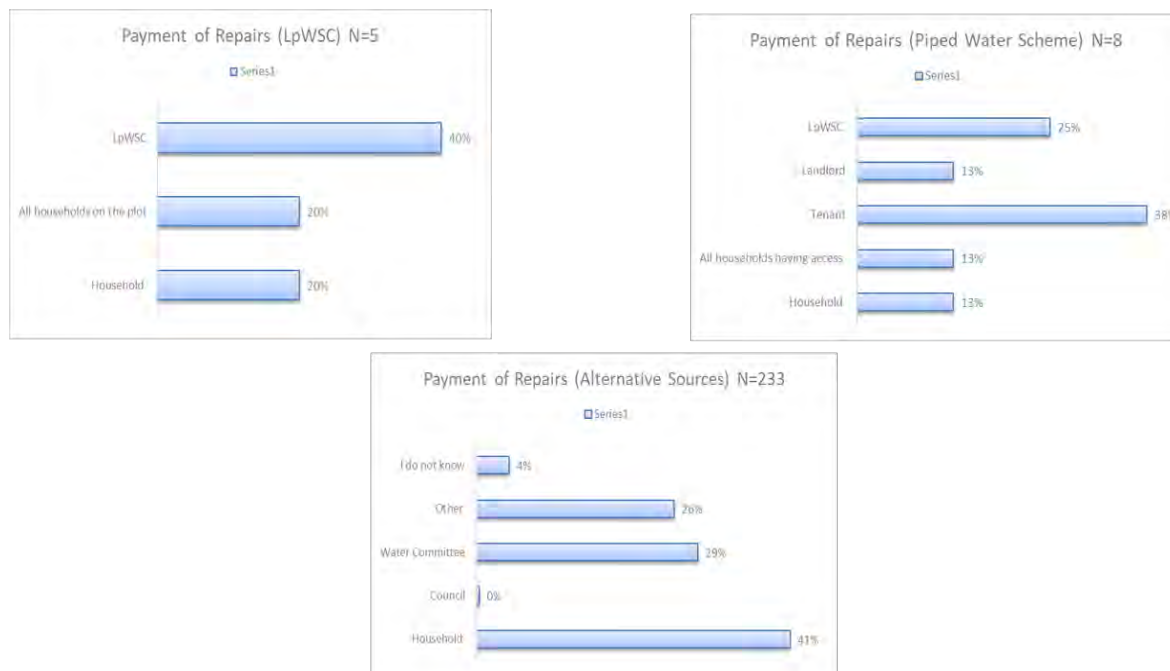 Payment of Repairs (LpWSC) N=5
Series1
LpWSC 40%
All households on the plot 20%
Household 20%
Payment of Repairs (Piped Water Scheme) N=8
Series1
LpWSC 25%
Landlord 13%
Tenant 38%
All households having access 13%
Household 13%
Payment of Repairs (Alternative Sources) N=233
Series1
I do not know 4%
Other 26%
Water Committee 29%
Council 0%
Household 41%